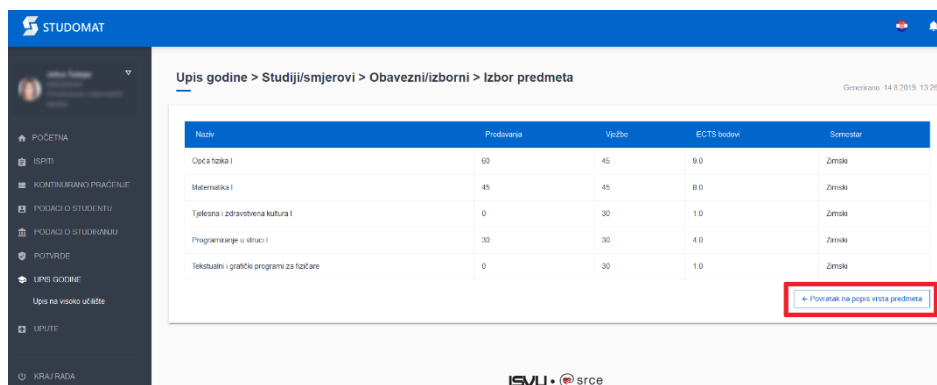 STUDOMAT
Upis godine > Studiji/smjerovi > Obavezni/izborni > Izbor predmeta
Generirano: 14.8.2019. 13:26
POČETNA
ISPITI
KONTINUIRANO PRAĆENJE
PODACI O STUDENTU
PODACI O STUDIRANJU
POTVRDE
UPIS GODINE
Upis na visoko učilište
UPUTE
KRAJ RADA
Naziv Predavanja Vježbe ECTS bodovi Semestar
Opća fizika I 60 45 9.0 Zimski
Matematika I 45 45 8.0 Zimski
Tjelesna i zdravstvena kultura I 0 30 1.0 Zimski
Programiranje u struci I 30 30 4.0 Zimski
Tekstualni i grafički programi za fizičare 0 30 1.0 Zimski
← Povratak na popis vrsta predmeta
ISVU • srce